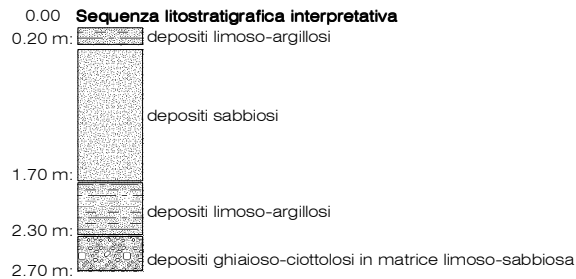 0.00 Sequenza litostratigrafica interpretativa
0.20 m: depositi limoso-argillosi
depositi sabbiosi
1.70 m:
depositi limoso-argillosi
2.30 m:
depositi ghiaioso-ciottolosi in matrice limoso-sabbiosa
2.70 m: